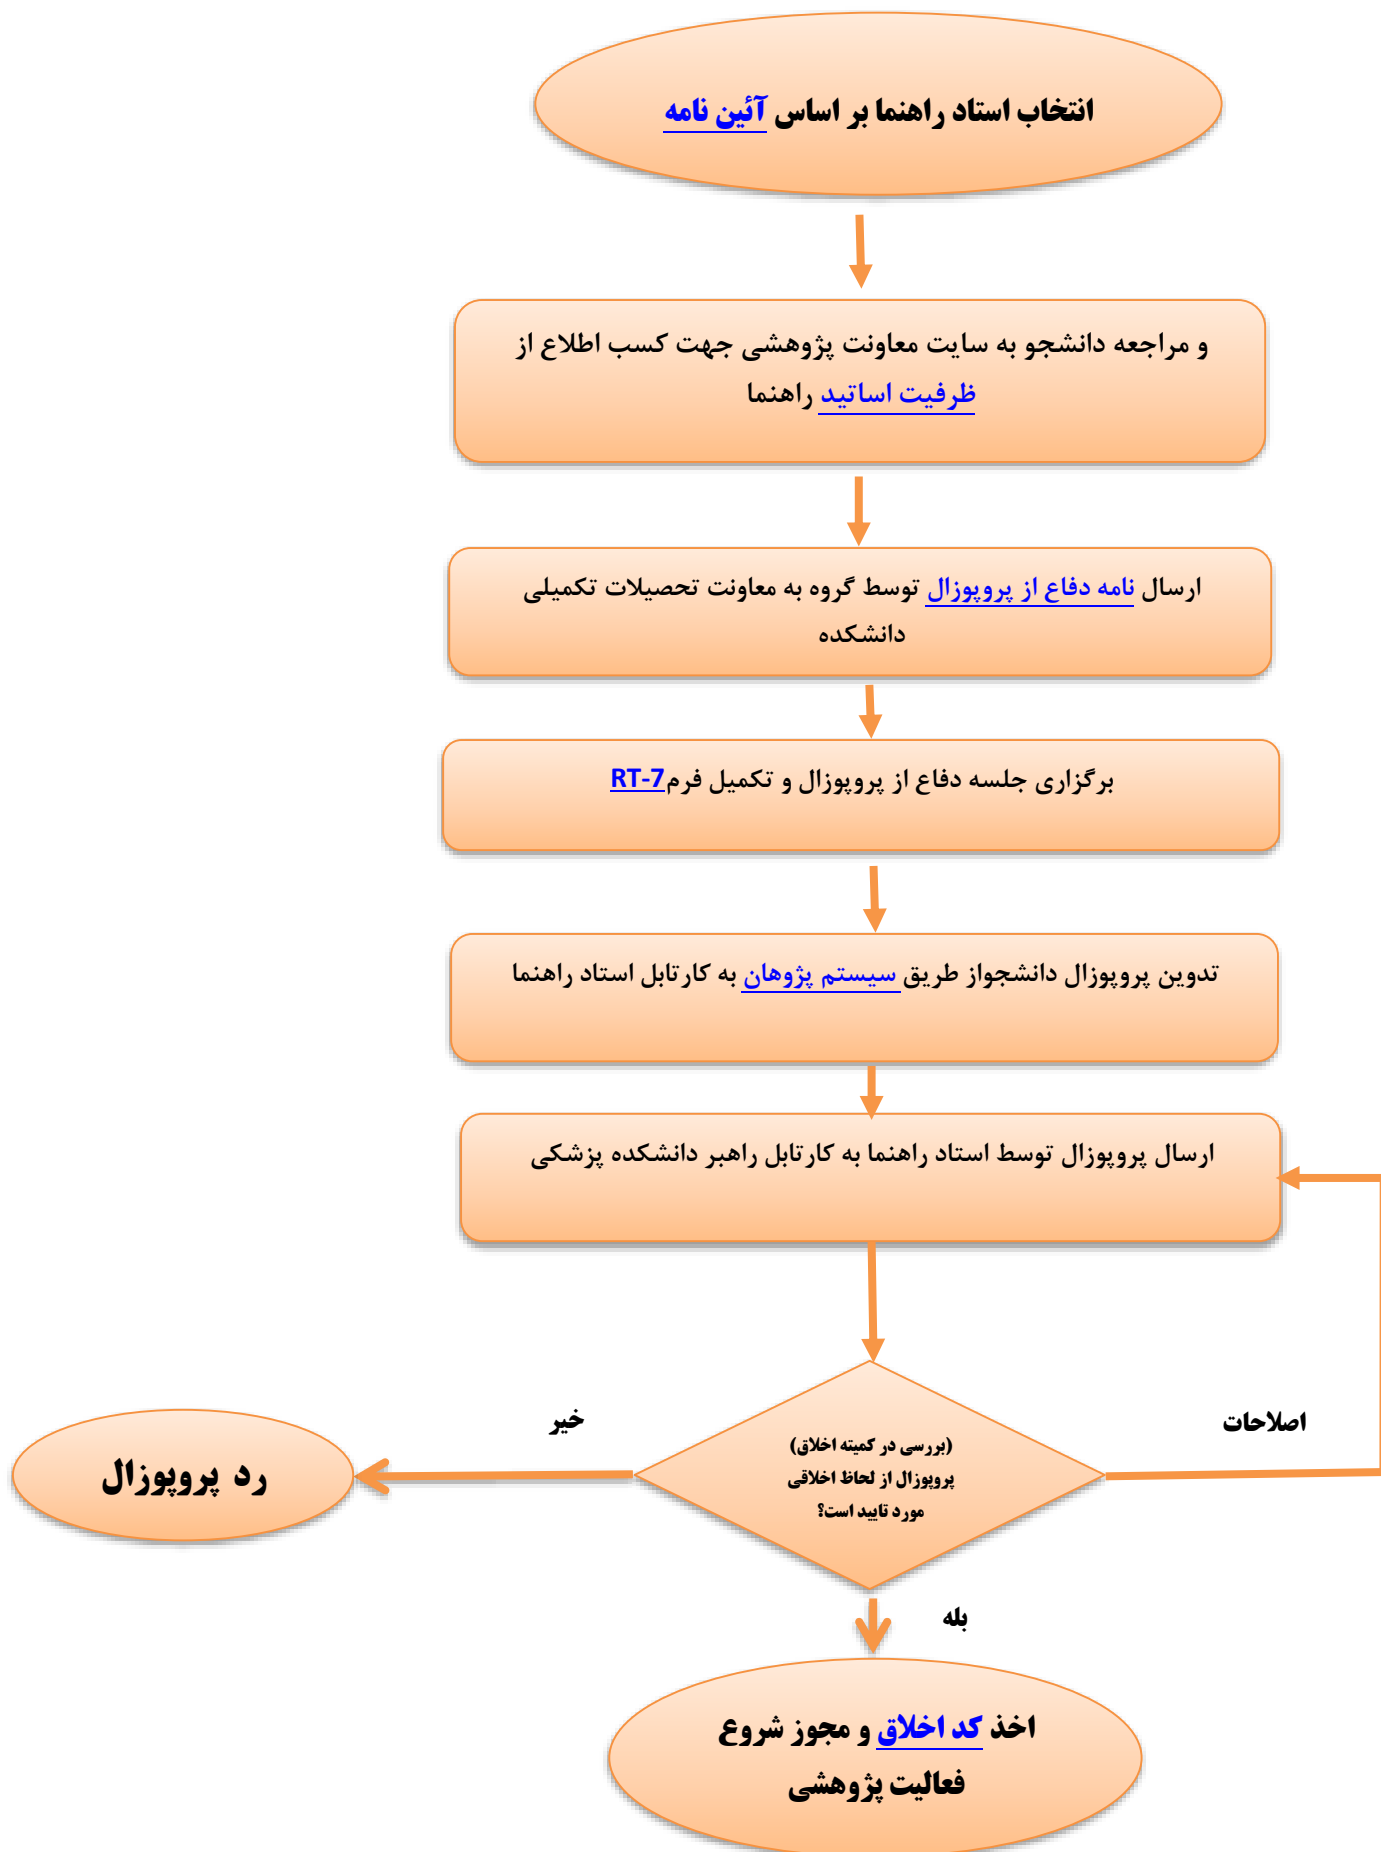 انتخاب استاد راهنما بر اساس آئین نامه
و مراجعه دانشجو به سایت معاونت پژوهشی جهت کسب اطلاع از
ظرفیت اساتید راهنما
ارسال نامه دفاع از پروپوزال توسط گروه به معاونت تحصیلات تکمیلی
دانشکده
برگزاری جلسه دفاع از پروپوزال و تکمیل فرم RT-7
تدوین پروپوزال دانشجواز طریق سیستم پژوهان به کارتابل استاد راهنما
ارسال پروپوزال توسط استاد راهنما به کارتابل راهبر دانشکده پزشکی
اصلاحات
خیر
(بررسی در کمیته اخلاق)
پروپوزال از لحاظ اخلاقی
مورد تایید است؟
رد پروپوزال
بله
اخذ کد اخلاق و مجوز شروع
فعالیت پژوهشی